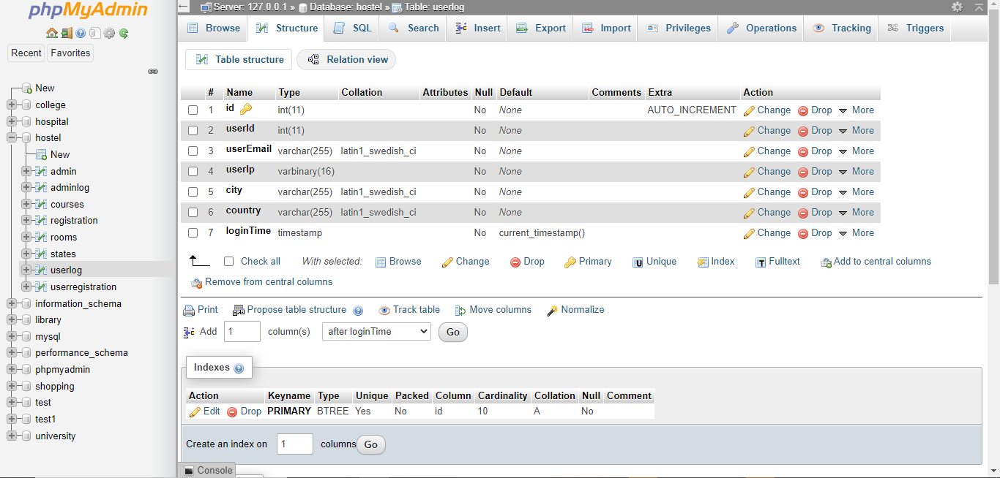 phpMyAdmin
Recent Favorites
New
college
hospital
hostel
New
admin
adminlog
courses
registration
rooms
states
userlog
userregistration
information_schema
library
mysql
performance_schema
phpmyadmin
shopping
test
test1
university
Server: 127.0.0.1 » Database: hostel » Table: userlog
Browse Structure SQL Search Insert Export Import Privileges Operations Tracking Triggers
Table structure Relation view
# Name Type Collation Attributes Null Default Comments Extra Action
1 id int(11) No None AUTO_INCREMENT Change Drop More
2 userId int(11) No None Change Drop More
3 userEmail varchar(255) latin1_swedish_ci No None Change Drop More
4 userIp varbinary(16) No None Change Drop More
5 city varchar(255) latin1_swedish_ci No None Change Drop More
6 country varchar(255) latin1_swedish_ci No None Change Drop More
7 loginTime timestamp No current_timestamp() Change Drop More
Check all With selected: Browse Change Drop Primary Unique Index Fulltext Add to central columns
Remove from central columns
Print Propose table structure Track table Move columns Normalize
Add 1 column(s) after loginTime Go
Indexes
Action Keyname Type Unique Packed Column Cardinality Collation Null Comment
Edit Drop PRIMARY BTREE Yes No id 10 A No
Create an index on 1 columns Go
Console